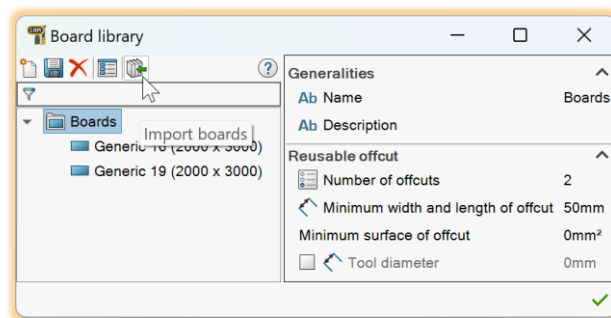 Board library
Boards
Import boards
Generic 16 (2000 x 3000)
Generic 19 (2000 x 3000)
Generalities
Ab Name Boards
Ab Description
Reusable offcut
Number of offcuts 2
Minimum width and length of offcut 50mm
Minimum surface of offcut 0mm²
Tool diameter 0mm